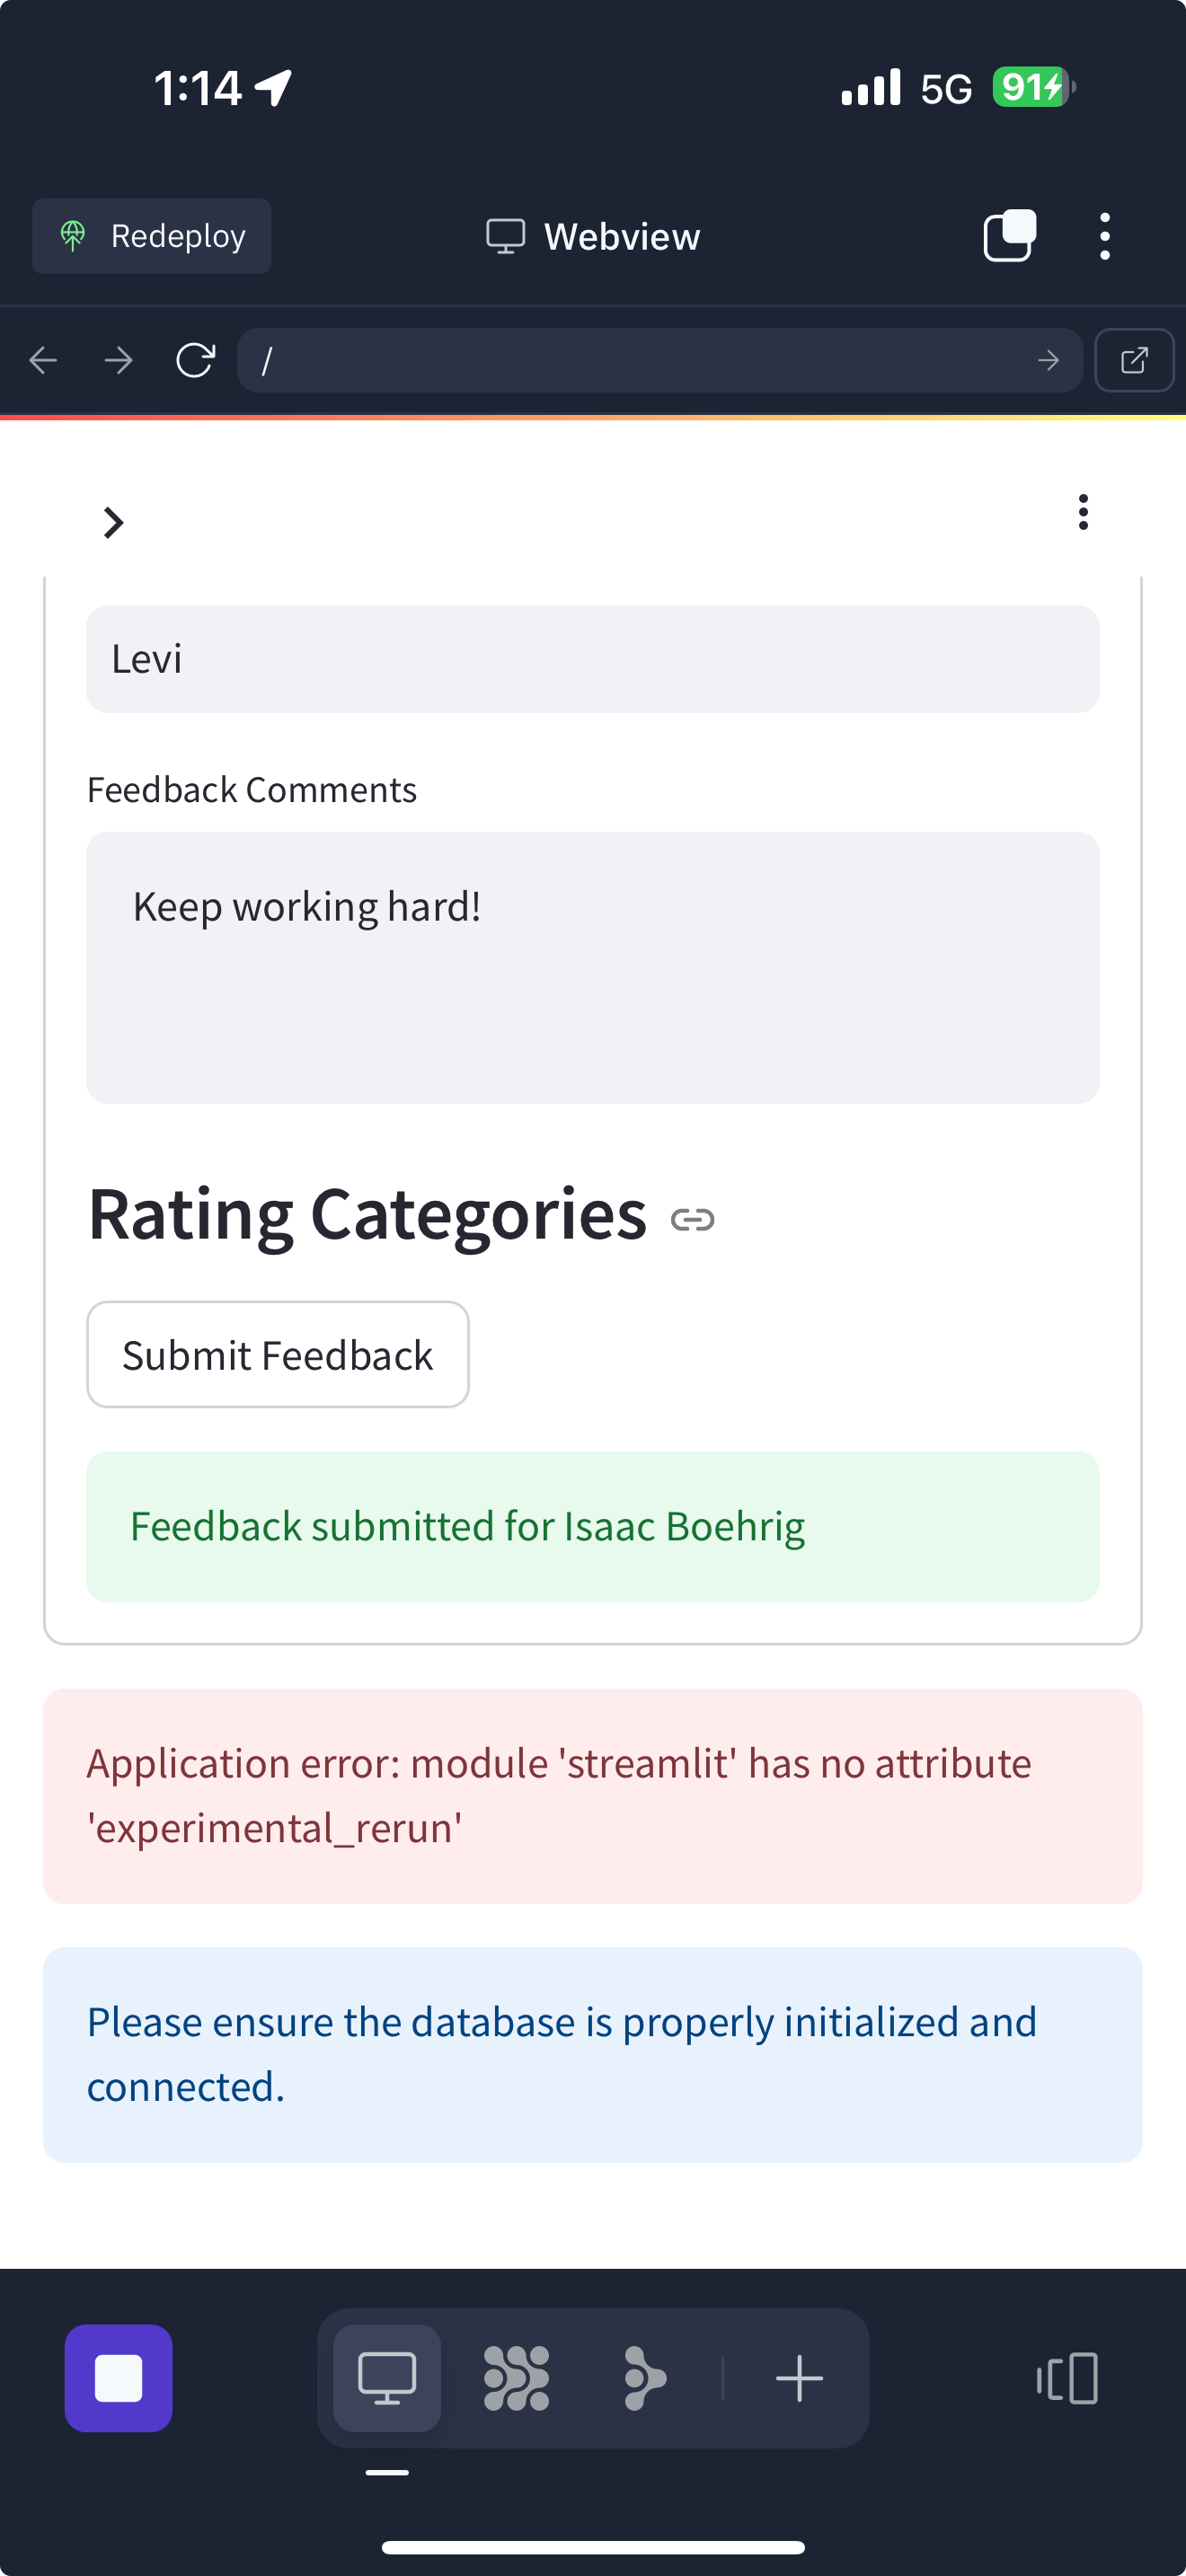 1:14
5G
91
Redeploy
Webview
/
Levi
Feedback Comments
Keep working hard!
Rating Categories
Submit Feedback
Feedback submitted for Isaac Boehrig
Application error: module 'streamlit' has no attribute
'experimental_rerun'
Please ensure the database is properly initialized and
connected.